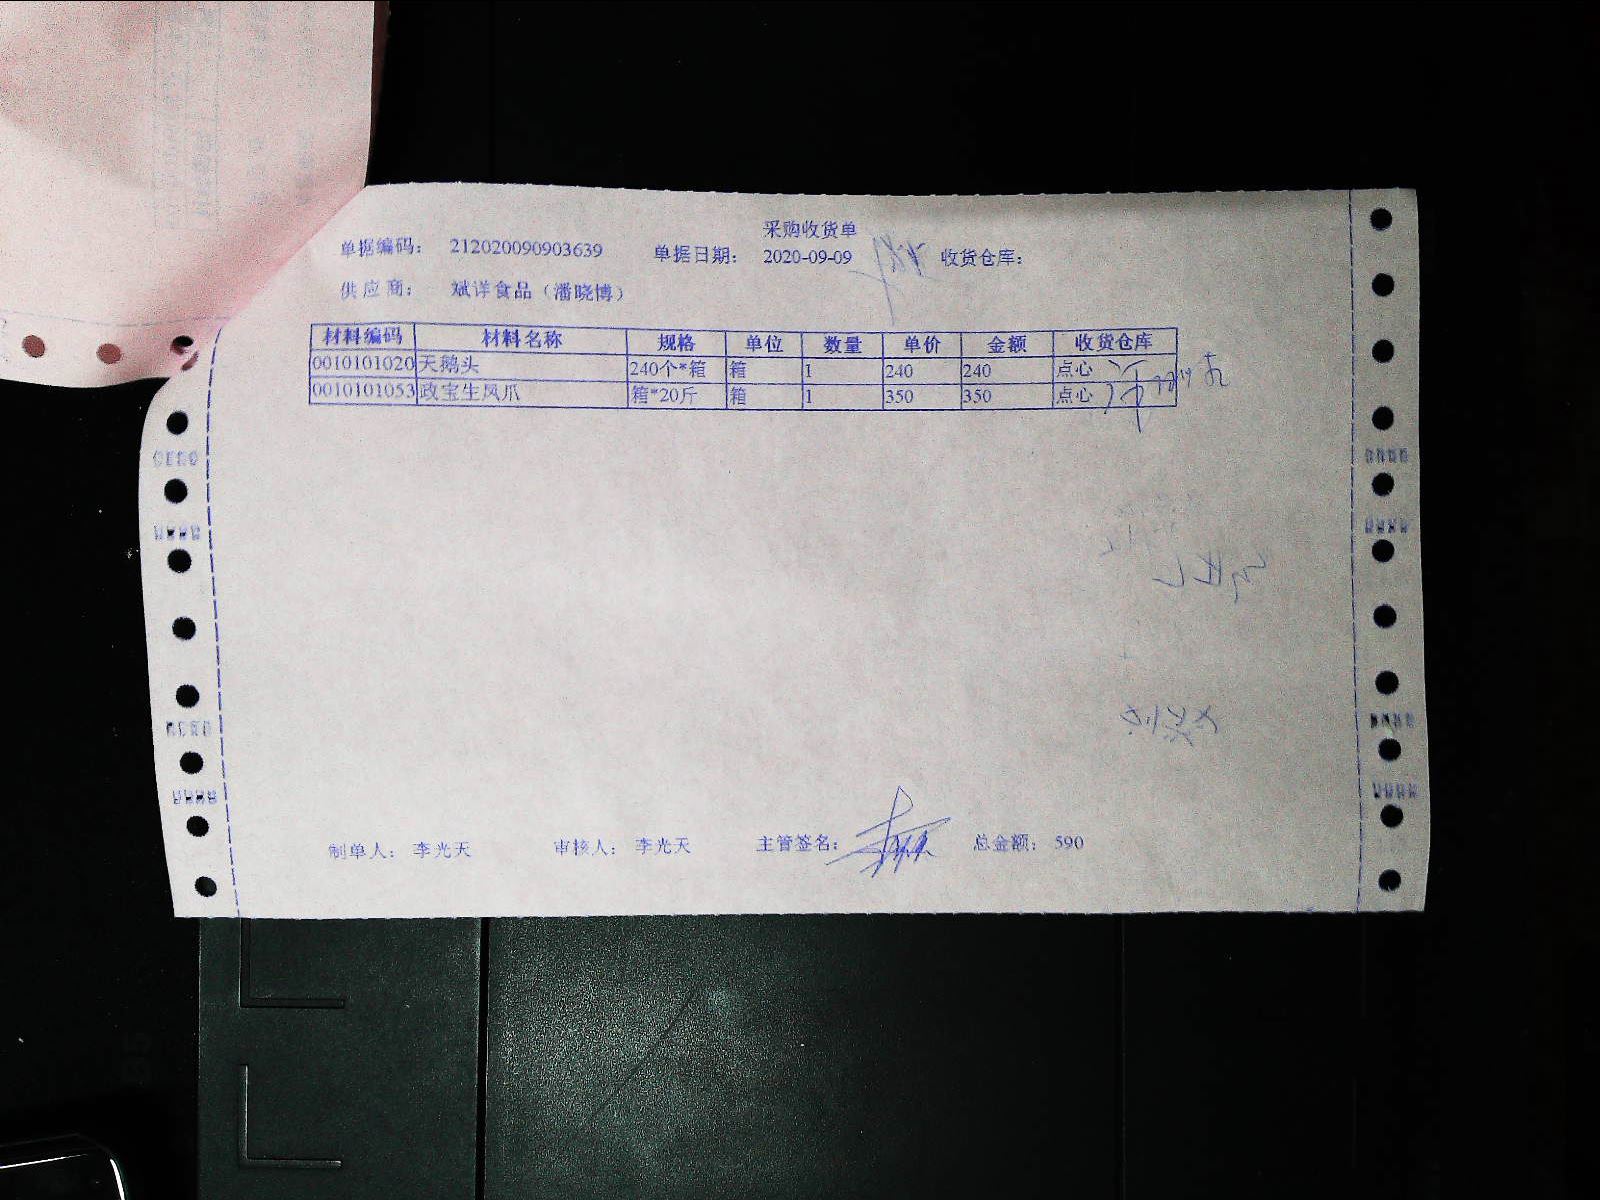 采购收货单
单据编码： 212020090903639 单据日期： 2020-09-09 收货仓库：
供应商： 斌详食品（潘晓博）
材料编码 材料名称 规格 单位 数量 单价 金额 收货仓库
0010101020 天鹅头 240个*箱 箱 1 240 240 点心
0010101053 政宝生凤爪 箱*20斤 箱 1 350 350 点心
制单人： 李光天 审核人： 李光天 主管签名： 总金额： 590